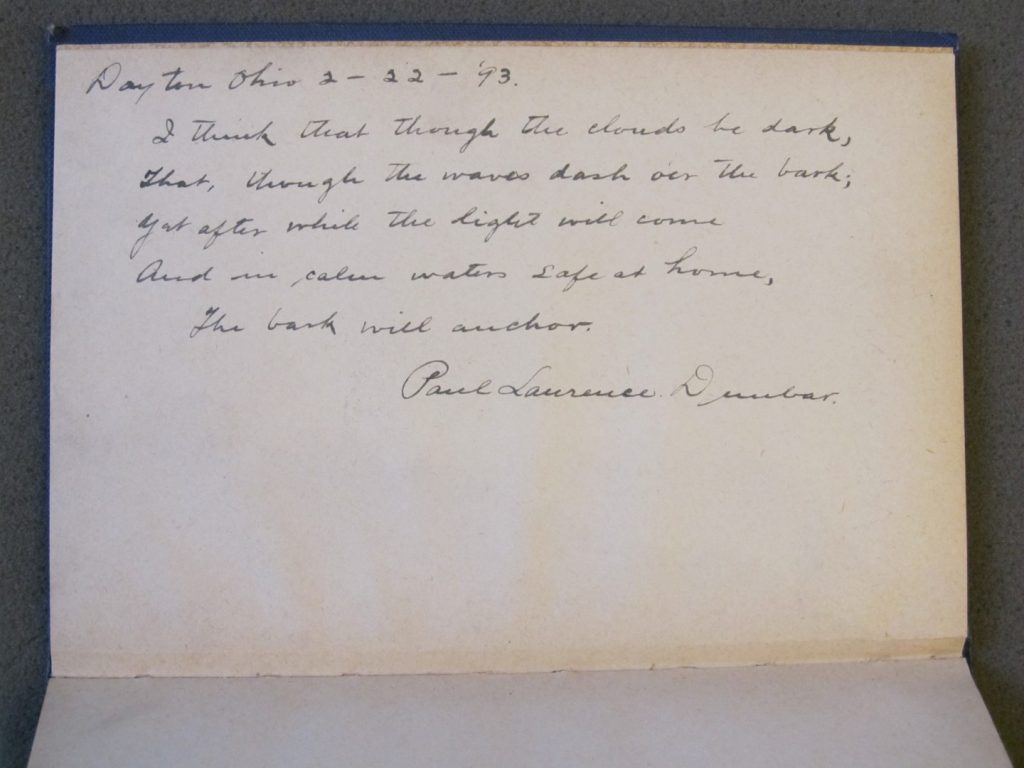 Dayton Ohio 2 - 22 - '93.
I think that though the clouds be dark,
That, though the waves dash o'er the bark;
Yet after while the light will come
And in calm waters safe at home,
The bark will anchor.
Paul Laurence Dunbar.